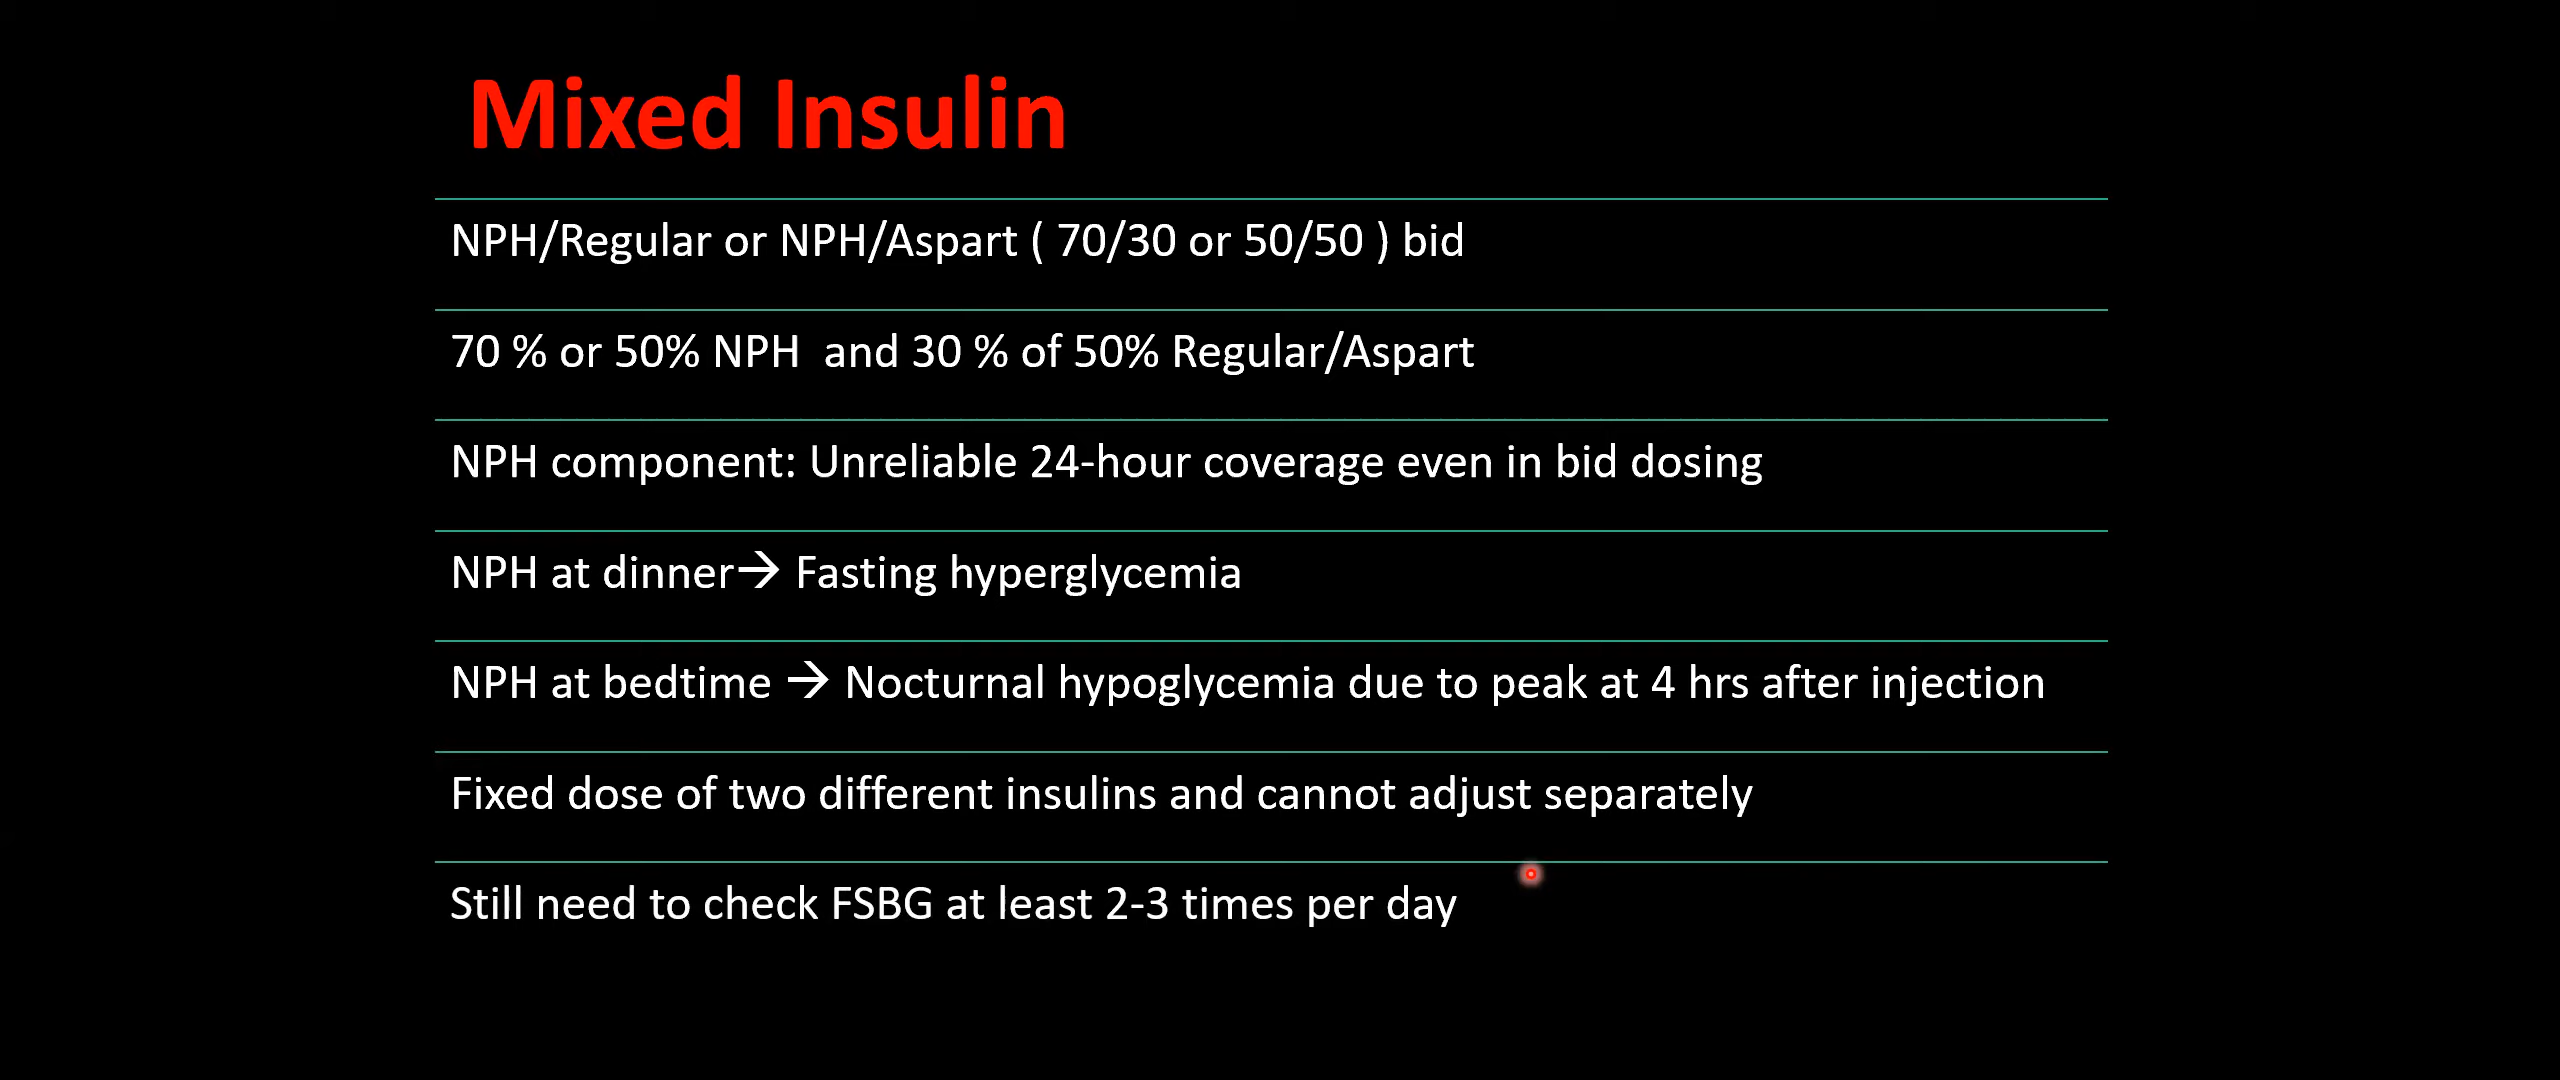 Mixed Insulin
NPH/Regular or NPH/Aspart ( 70/30 or 50/50 ) bid
70 % or 50% NPH  and 30 % of 50% Regular/Aspart
NPH component: Unreliable 24-hour coverage even in bid dosing
NPH at dinner→ Fasting hyperglycemia
NPH at bedtime → Nocturnal hypoglycemia due to peak at 4 hrs after injection
Fixed dose of two different insulins and cannot adjust separately
Still need to check FSBG at least 2-3 times per day